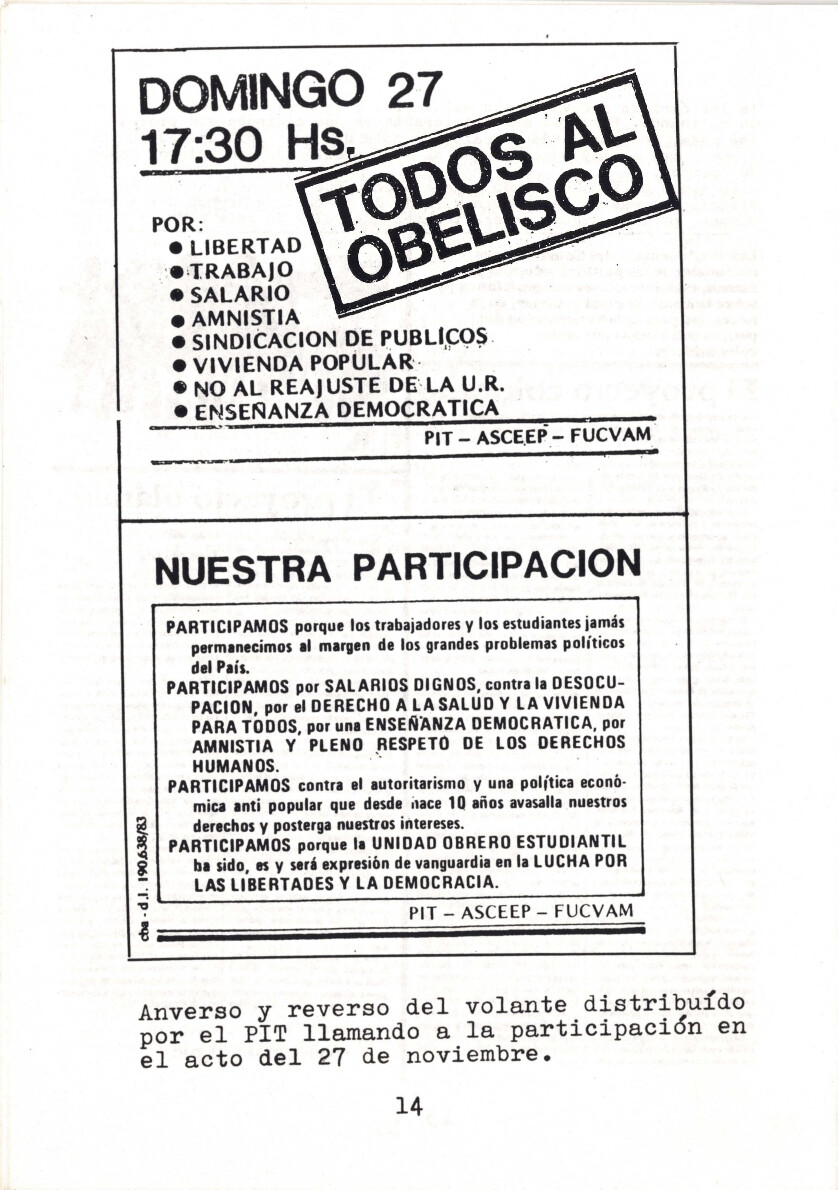 DOMINGO 27
17:30 Hs.
TODOS AL
OBELISCO
POR:
● LIBERTAD
● TRABAJO
● SALARIO
● AMNISTIA
● SINDICACION DE PUBLICOS
● VIVIENDA POPULAR
● NO AL REAJUSTE DE LA U.R.
● ENSEÑANZA DEMOCRATICA
PIT – ASCEEP – FUCVAM
NUESTRA PARTICIPACION
PARTICIPAMOS porque los trabajadores y los estudiantes jamás
permanecimos al margen de los grandes problemas políticos
del País.
PARTICIPAMOS por SALARIOS DIGNOS, contra la DESOCU-
PACION, por el DERECHO A LA SALUD Y LA VIVIENDA
PARA TODOS, por una ENSEÑANZA DEMOCRATICA, por
AMNISTIA Y PLENO RESPETO DE LOS DERECHOS
HUMANOS.
PARTICIPAMOS contra el autoritarismo y una política econó-
mica anti popular que desde hace 10 años avasalla nuestros
derechos y posterga nuestros intereses.
PARTICIPAMOS porque la UNIDAD OBRERO ESTUDIANTIL
ha sido, es y será expresión de vanguardia en la LUCHA POR
LAS LIBERTADES Y LA DEMOCRACIA.
cba - d.l. 190.638/83
PIT – ASCEEP – FUCVAM
Anverso y reverso del volante distribuído
por el PIT llamando a la participación en
el acto del 27 de noviembre.
14